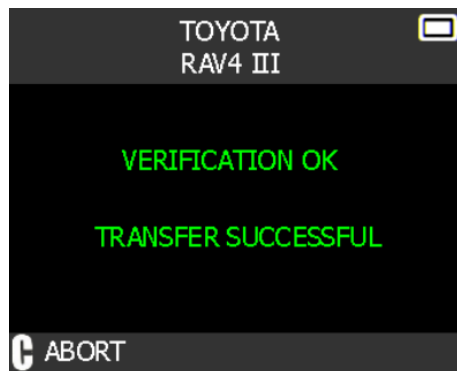 TOYOTA
RAV4 III
VERIFICATION OK
TRANSFER SUCCESSFUL
C ABORT